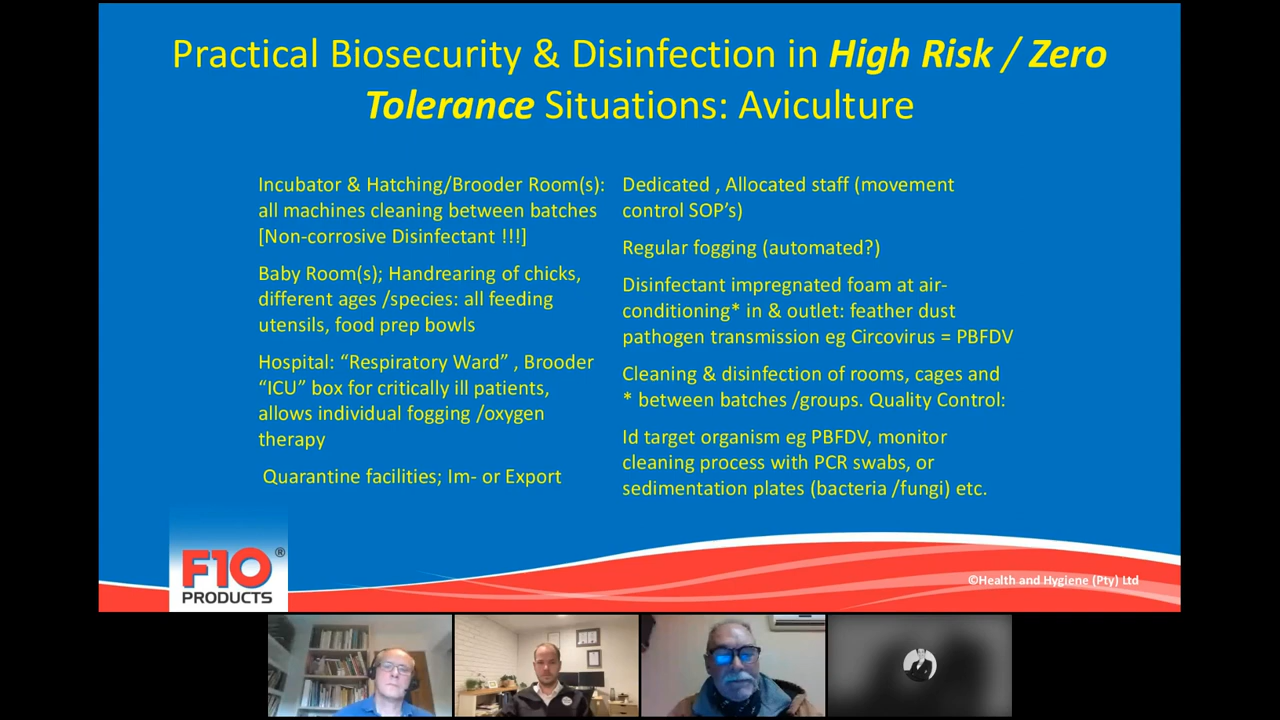 Practical Biosecurity & Disinfection in High Risk / Zero
Tolerance Situations: Aviculture
Incubator & Hatching/Brooder Room(s):
all machines cleaning between batches
[Non-corrosive Disinfectant !!!]
Baby Room(s); Handrearing of chicks,
different ages /species: all feeding
utensils, food prep bowls
Hospital: “Respiratory Ward” , Brooder
“ICU” box for critically ill patients,
allows individual fogging /oxygen
therapy
Quarantine facilities; Im- or Export
Dedicated , Allocated staff (movement
control SOP’s)
Regular fogging (automated?)
Disinfectant impregnated foam at air-
conditioning* in & outlet: feather dust
pathogen transmission eg Circovirus = PBFDV
Cleaning & disinfection of rooms, cages and
* between batches /groups. Quality Control:
Id target organism eg PBFDV, monitor
cleaning process with PCR swabs, or
sedimentation plates (bacteria /fungi) etc.
F10®
PRODUCTS
©Health and Hygiene (Pty) Ltd